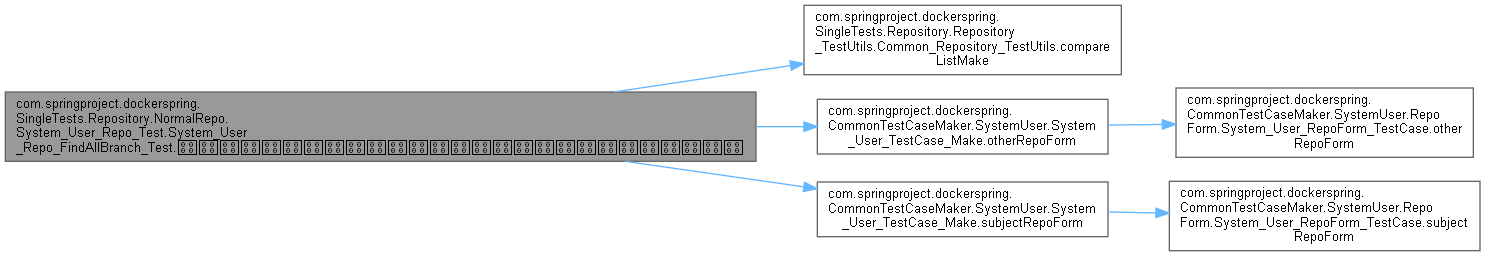 com.springproject.dockerspring.
SingleTests.Repository.NormalRepo.
System_User_Repo_Test.System_User
_Repo_FindAllBranch_Test.
com.springproject.dockerspring.
SingleTests.Repository.Repository
_TestUtils.Common_Repository_TestUtils.compare
ListMake
com.springproject.dockerspring.
CommonTestCaseMaker.SystemUser.System
_User_TestCase_Make.otherRepoForm
com.springproject.dockerspring.
CommonTestCaseMaker.SystemUser.Repo
Form.System_User_RepoForm_TestCase.other
RepoForm
com.springproject.dockerspring.
CommonTestCaseMaker.SystemUser.System
_User_TestCase_Make.subjectRepoForm
com.springproject.dockerspring.
CommonTestCaseMaker.SystemUser.Repo
Form.System_User_RepoForm_TestCase.subject
RepoForm